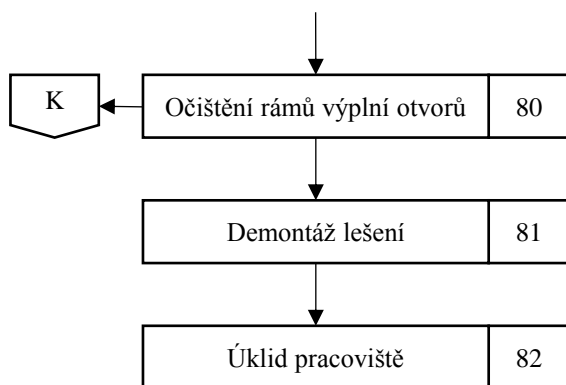 K
Očištění rámů výplní otvorů 80
Demontáž lešení 81
Úklid pracoviště 82